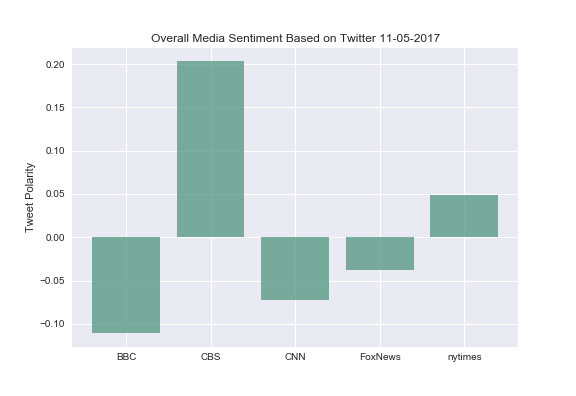 Overall Media Sentiment Based on Twitter 11-05-2017
0.20
0.15
0.10
0.05
0.00
−0.05
−0.10
Tweet Polarity
BBC CBS CNN FoxNews nytimes